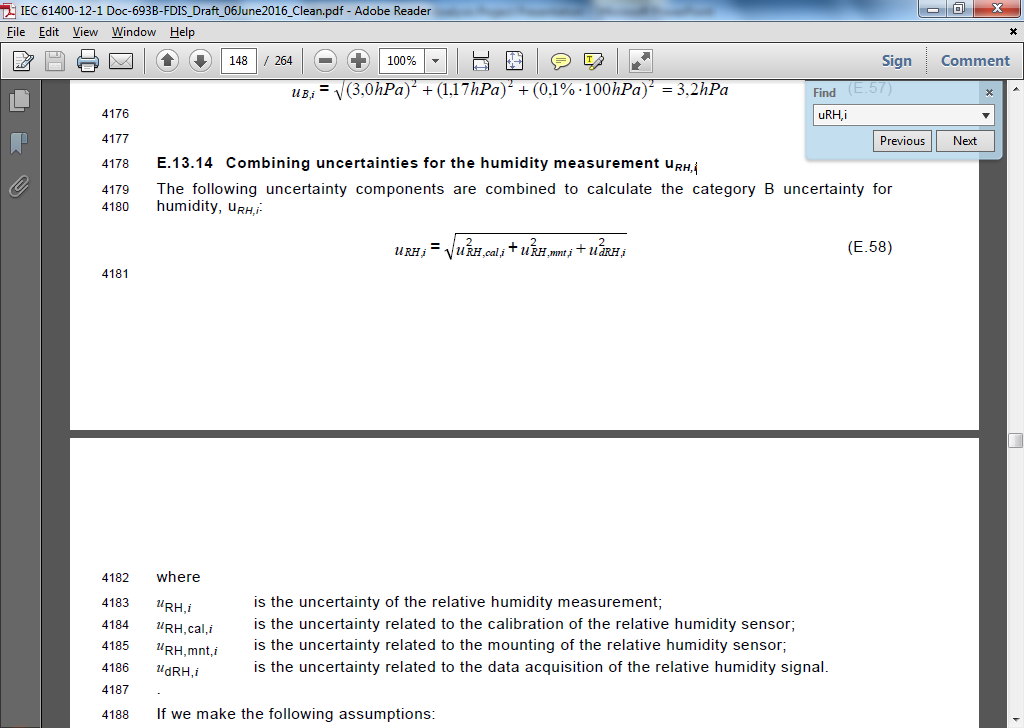 IEC 61400-12-1 Doc-693B-FDIS_Draft_06June2016_Clean.pdf - Adobe Reader
File Edit View Window Help
148 / 264 100% Sign Comment
Find
uRH,i
Previous Next
u_B,i = √((3,0hPa)² + (1,17hPa)² + (0,1% · 100hPa)²) = 3,2hPa (E.57)
4176
4177
4178 E.13.14 Combining uncertainties for the humidity measurement u_RH,i
4179 The following uncertainty components are combined to calculate the category B uncertainty for
4180 humidity, u_RH,i:
u_RH,i = √(u²_RH,cal,i + u²_RH,mnt,i + u²_dRH,i) (E.58)
4181
4182 where
4183 u_RH,i is the uncertainty of the relative humidity measurement;
4184 u_RH,cal,i is the uncertainty related to the calibration of the relative humidity sensor;
4185 u_RH,mnt,i is the uncertainty related to the mounting of the relative humidity sensor;
4186 u_dRH,i is the uncertainty related to the data acquisition of the relative humidity signal.
4187 .
4188 If we make the following assumptions: